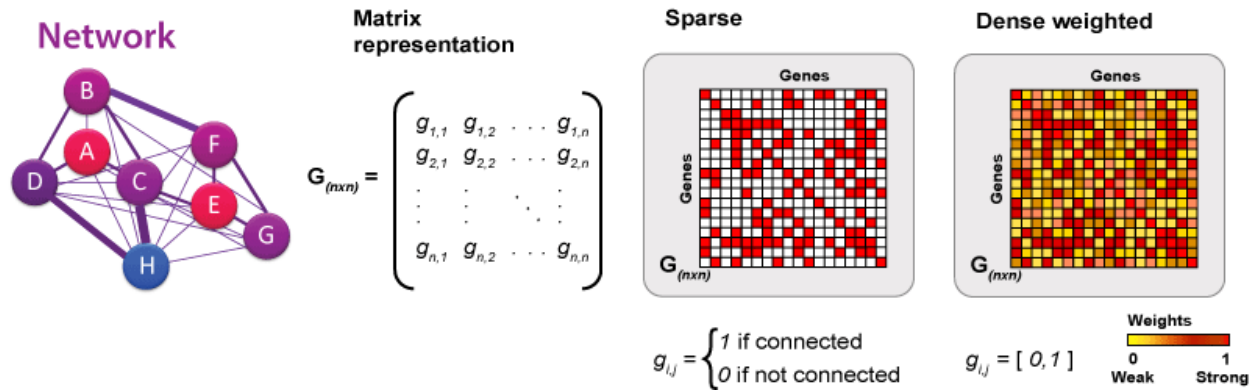 Network
B
A
F
D
C
E
G
H
Matrix
representation
G(nxn) =
g1,1 g1,2 . . . g1,n
g2,1 g2,2 . . . g2,n
. . . .
. . . .
. . . .
gn,1 gn,2 . . . gn,n
Sparse
Genes
Genes
G(nxn)
gi,j = { 1 if connected
0 if not connected
Dense weighted
Genes
Genes
G(nxn)
gi,j = [ 0,1 ]
Weights
0 1
Weak Strong